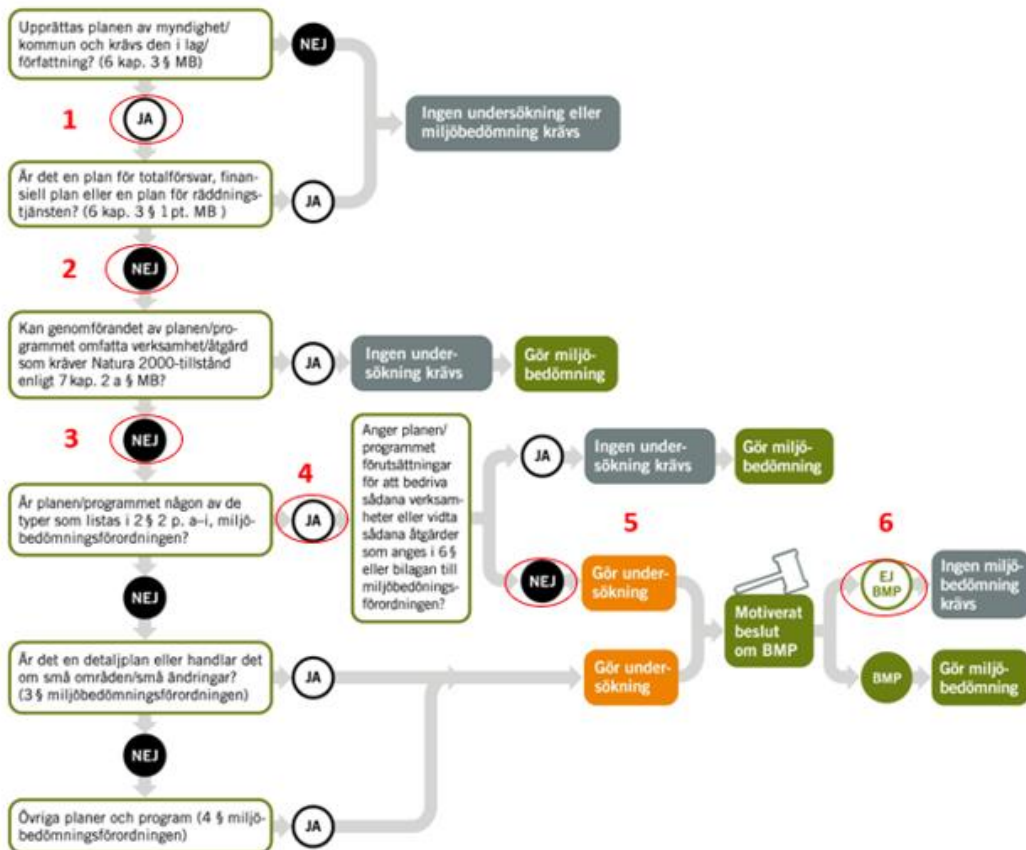 Upprättas planen av myndighet/
kommun och krävs den i lag/
författning? (6 kap. 3 § MB)
NEJ
1
JA
Ingen undersökning eller
miljöbedömning krävs
Är det en plan för totalförsvar, finan-
siell plan eller en plan för räddnings-
tjänsten? (6 kap. 3 § 1 pt. MB )
JA
2
NEJ
Kan genomförandet av planen/pro-
grammet omfatta verksamhet/åtgärd
som kräver Natura 2000-tillstånd
enligt 7 kap. 2 a § MB?
JA
Ingen under-
sökning krävs
Gör miljö-
bedömning
3
NEJ
Är planen/programmet någon av de
typer som listas i 2 § 2 p. a–i, miljö-
bedömningsförordningen?
4
JA
Anger planen/
programmet
förutsättningar
för att bedriva
sådana verksam-
heter eller vidta
sådana åtgärder
som anges i 6 §
eller bilagan till
miljöbedönings-
förordningen?
JA
Ingen under-
sökning krävs
Gör miljö-
bedömning
5
NEJ
Gör under-
sökning
Motiverat
beslut
om BMP
6
EJ
BMP
Ingen miljö-
bedömning
krävs
BMP
Gör miljö-
bedömning
NEJ
Är det en detaljplan eller handlar det
om små områden/små ändringar?
(3 § miljöbedömningsförordningen)
JA
Gör under-
sökning
NEJ
Övriga planer och program (4 § miljö-
bedömningsförordningen)
JA